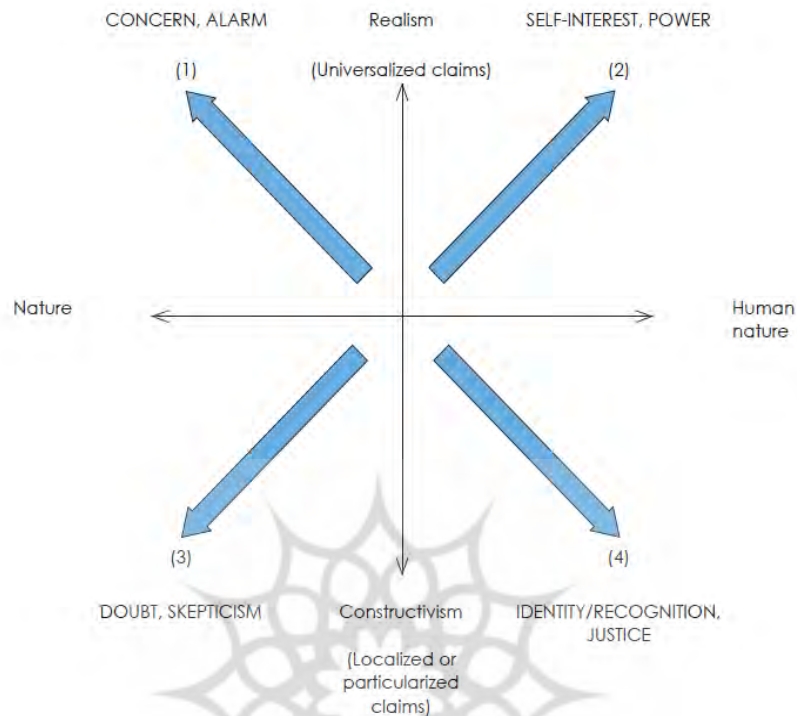 CONCERN, ALARM
Realism
SELF-INTEREST, POWER
(1)
(Universalized claims)
(2)
Nature
Human
nature
(3)
(4)
DOUBT, SKEPTICISM
Constructivism
IDENTITY/RECOGNITION,
JUSTICE
(Localized or
particularized
claims)